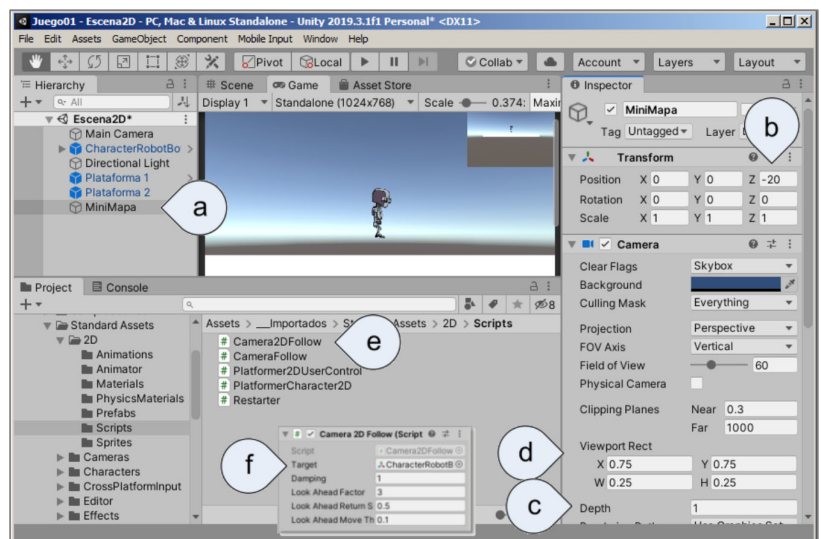 Juego01 - Escena2D - PC, Mac & Linux Standalone - Unity 2019.3.1f1 Personal* <DX11>
File Edit Assets GameObject Component Mobile Input Window Help
Pivot Local Collab Account Layers Layout
Hierarchy
All
Escena2D*
Main Camera
CharacterRobotBo
Directional Light
Plataforma 1
Plataforma 2
MiniMapa
a
Scene Game Asset Store
Display 1 Standalone (1024x768) Scale 0.374: Maxir
Inspector
MiniMapa
Tag Untagged Layer
b
Transform
Position X 0 Y 0 Z -20
Rotation X 0 Y 0 Z 0
Scale X 1 Y 1 Z 1
Camera
Clear Flags Skybox
Background
Culling Mask Everything
Projection Perspective
FOV Axis Vertical
Field of View 60
Physical Camera
Clipping Planes Near 0.3
Far 1000
Viewport Rect
X 0.75 Y 0.75
W 0.25 H 0.25
d
Depth 1
c
Project Console
8
Standard Assets
2D
Animations
Animator
Materials
PhysicsMaterials
Prefabs
Scripts
Sprites
Cameras
Characters
CrossPlatformInput
Editor
Effects
Assets > __Importados > St Assets > 2D > Scripts
Camera2DFollow
CameraFollow
Platformer2DUserControl
PlatformerCharacter2D
Restarter
e
Camera 2D Follow (Script
Script Camera2DFollow
Target CharacterRobotB
Damping 1
Look Ahead Factor 3
Look Ahead Return S 0.5
Look Ahead Move Th 0.1
f